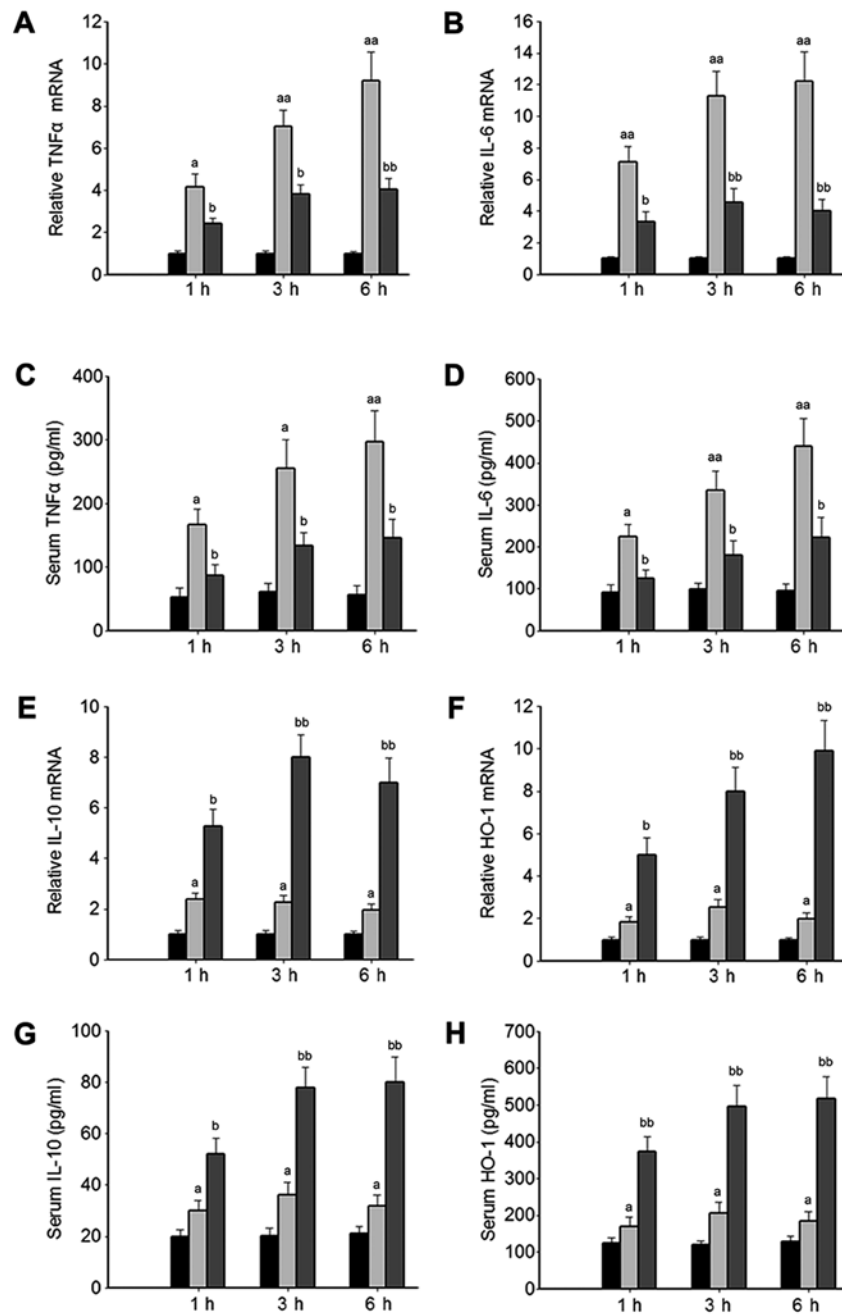 A
Relative TNFα mRNA
12
10
8
6
4
2
0
a
b
aa
b
aa
bb
1 h
3 h
6 h
B
Relative IL-6 mRNA
16
14
12
10
8
6
4
2
0
aa
b
aa
bb
aa
bb
1 h
3 h
6 h
C
Serum TNFα (pg/ml)
400
300
200
100
0
a
b
a
b
aa
b
1 h
3 h
6 h
D
Serum IL-6 (pg/ml)
600
500
400
300
200
100
0
a
b
aa
b
aa
b
1 h
3 h
6 h
E
Relative IL-10 mRNA
10
8
6
4
2
0
a
b
a
bb
a
bb
1 h
3 h
6 h
F
Relative HO-1 mRNA
12
10
8
6
4
2
0
a
b
a
bb
a
bb
1 h
3 h
6 h
G
Serum IL-10 (pg/ml)
100
80
60
40
20
0
a
b
a
bb
a
bb
1 h
3 h
6 h
H
Serum HO-1 (pg/ml)
700
600
500
400
300
200
100
0
a
bb
a
bb
a
bb
1 h
3 h
6 h